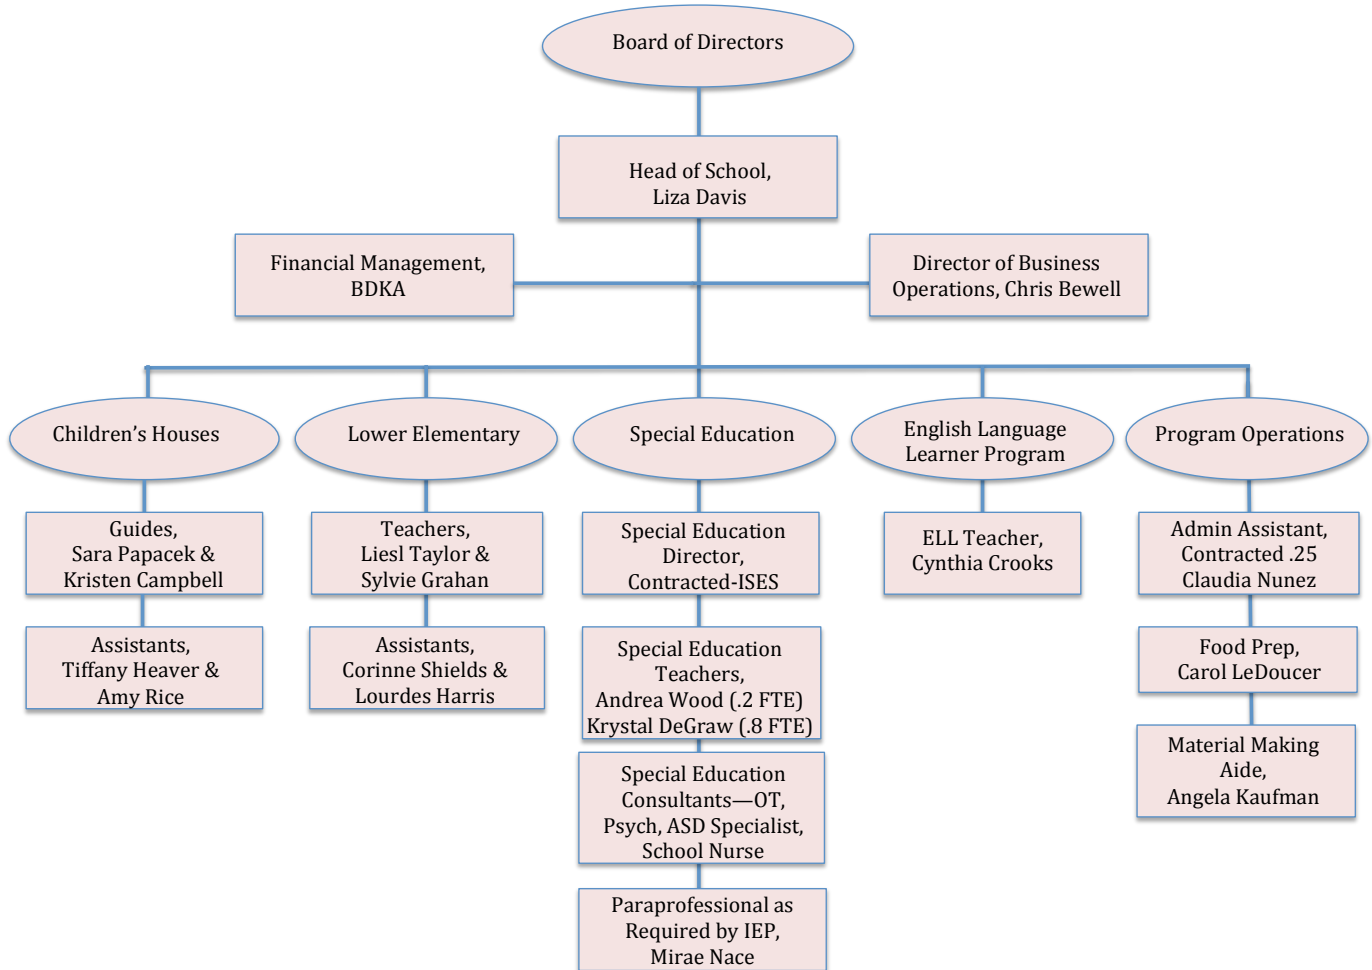 Board of Directors
Head of School,
Liza Davis
Financial Management,
BDKA
Director of Business
Operations, Chris Bewell
Children’s Houses
Lower Elementary
Special Education
English Language
Learner Program
Program Operations
Guides,
Sara Papacek &
Kristen Campbell
Teachers,
Liesl Taylor &
Sylvie Grahan
Special Education
Director,
Contracted-ISES
ELL Teacher,
Cynthia Crooks
Admin Assistant,
Contracted .25
Claudia Nunez
Assistants,
Tiffany Heaver &
Amy Rice
Assistants,
Corinne Shields &
Lourdes Harris
Special Education
Teachers,
Andrea Wood (.2 FTE)
Krystal DeGraw (.8 FTE)
Food Prep,
Carol LeDoucer
Special Education
Consultants—OT,
Psych, ASD Specialist,
School Nurse
Material Making
Aide,
Angela Kaufman
Paraprofessional as
Required by IEP,
Mirae Nace